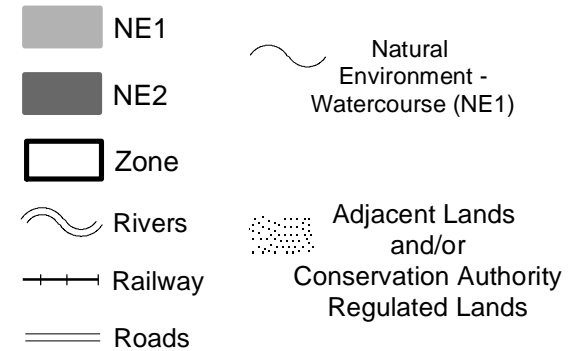 NE1
NE2
Zone
Rivers
Railway
Roads
Natural
Environment -
Watercourse (NE1)
Adjacent Lands
and/or
Conservation Authority
Regulated Lands